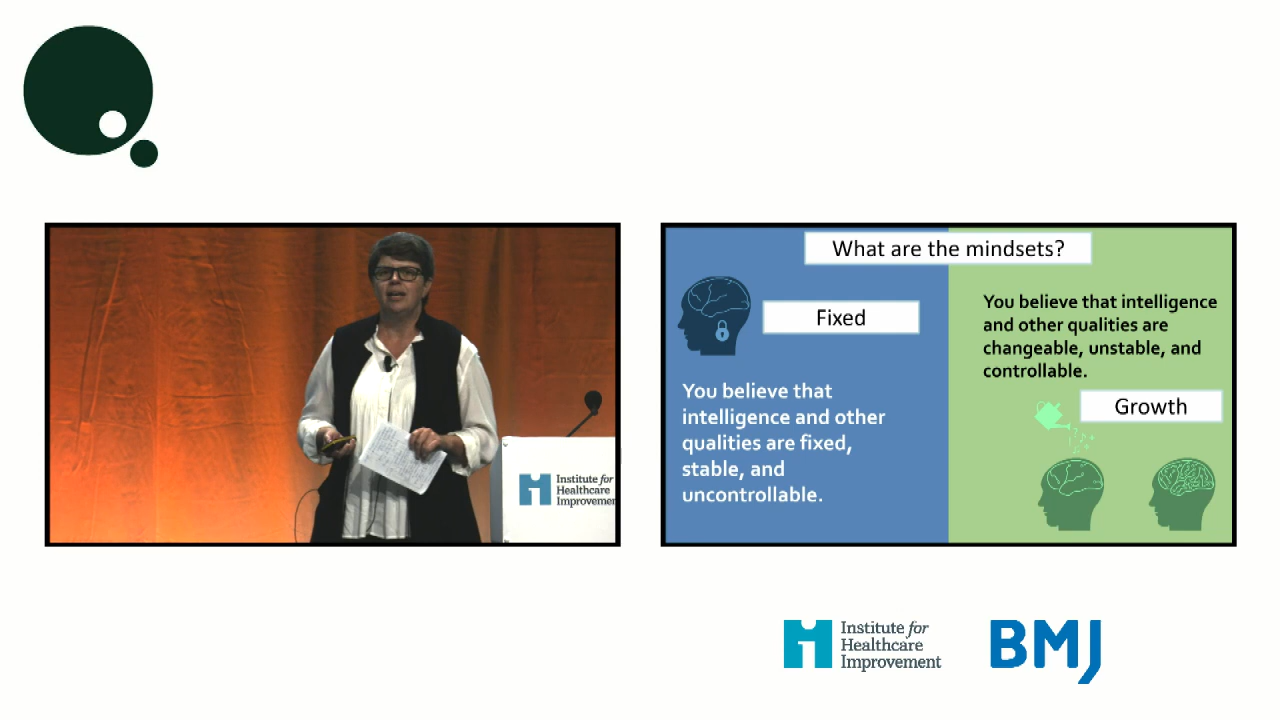 Institute for
Healthcare
Improvement
What are the mindsets?
Fixed
You believe that
intelligence and other
qualities are fixed,
stable, and
uncontrollable.
You believe that intelligence
and other qualities are
changeable, unstable, and
controllable.
Growth
Institute for
Healthcare
Improvement
BMJ